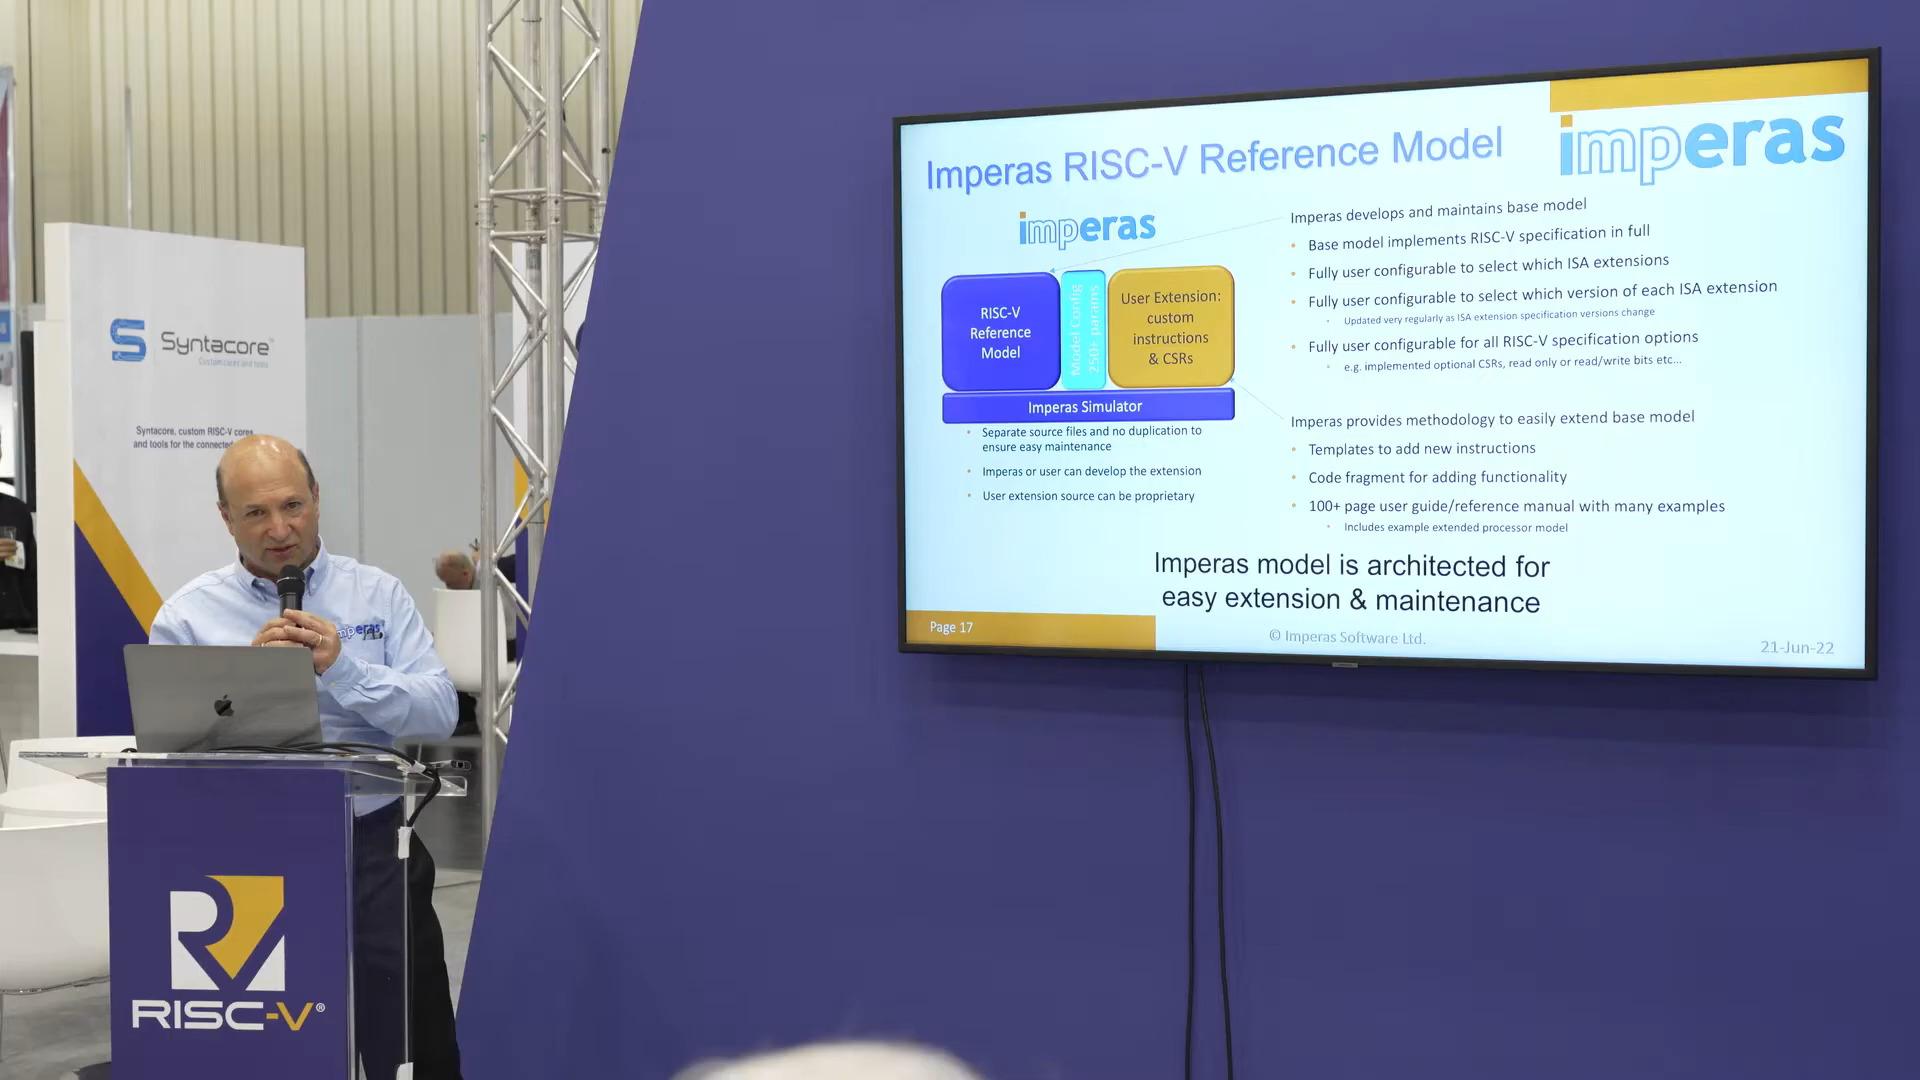 Syntacore
Custom cores and tools
Syntacore, custom RISC-V cores
and tools for the connected
imperas
RISC-V®
Imperas RISC-V Reference Model
imperas
imperas
RISC-V
Reference
Model
Model Config
250+ params
User Extension:
custom
instructions
& CSRs
Imperas Simulator
Separate source files and no duplication to
ensure easy maintenance
Imperas or user can develop the extension
User extension source can be proprietary
Imperas develops and maintains base model
Base model implements RISC-V specification in full
Fully user configurable to select which ISA extensions
Fully user configurable to select which version of each ISA extension
Updated very regularly as ISA extension specification versions change
Fully user configurable for all RISC-V specification options
e.g. implemented optional CSRs, read only or read/write bits etc...
Imperas provides methodology to easily extend base model
Templates to add new instructions
Code fragment for adding functionality
100+ page user guide/reference manual with many examples
Includes example extended processor model
Imperas model is architected for
easy extension & maintenance
Page 17
© Imperas Software Ltd.
21-Jun-22